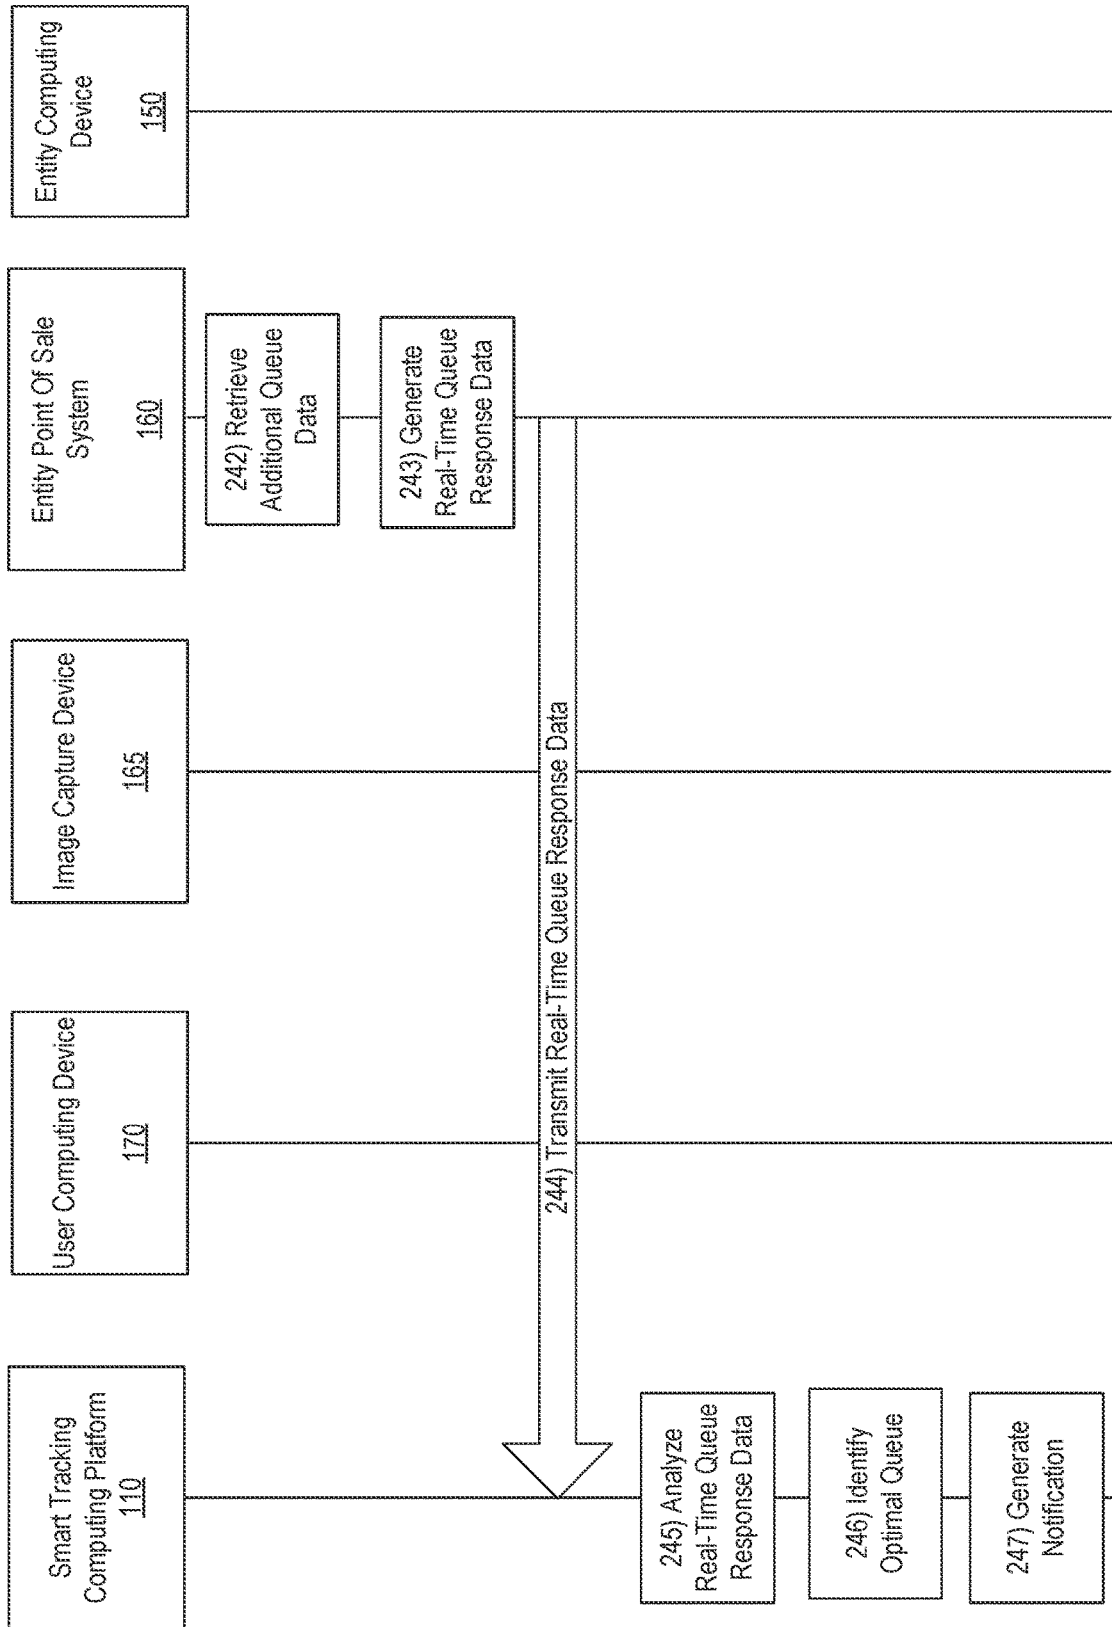 Smart Tracking
Computing Platform
110
User Computing Device
170
Image Capture Device
165
Entity Point Of Sale
System
160
Entity Computing
Device
150
242) Retrieve
Additional Queue
Data
243) Generate
Real-Time Queue
Response Data
244) Transmit Real-Time Queue Response Data
245) Analyze
Real-Time Queue
Response Data
246) Identify
Optimal Queue
247) Generate
Notification